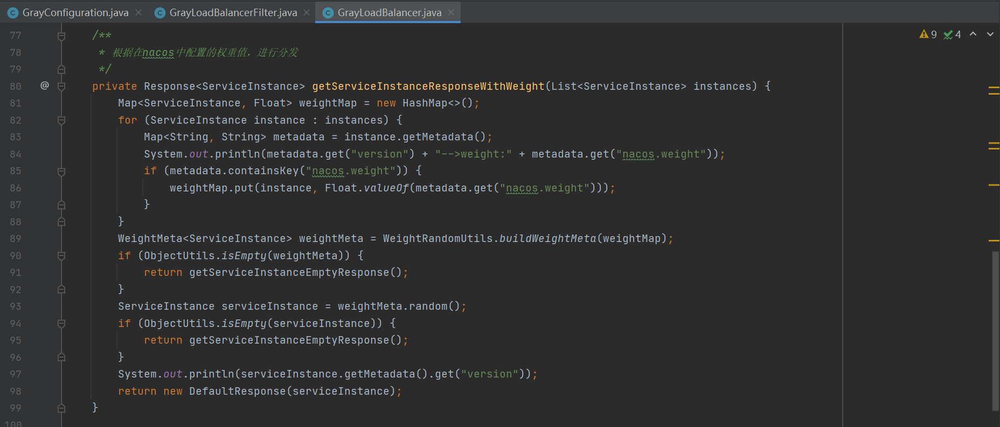 GrayConfiguration.java GrayLoadBalancerFilter.java GrayLoadBalancer.java
9 4
77 /**
78 * 根据在nacos中配置的权重值，进行分发
79 */
80 @ private Response<ServiceInstance> getServiceInstanceResponseWithWeight(List<ServiceInstance> instances) {
81 Map<ServiceInstance, Float> weightMap = new HashMap<>();
82 for (ServiceInstance instance : instances) {
83 Map<String, String> metadata = instance.getMetadata();
84 System.out.println(metadata.get("version") + "-->weight:" + metadata.get("nacos.weight"));
85 if (metadata.containsKey("nacos.weight")) {
86 weightMap.put(instance, Float.valueOf(metadata.get("nacos.weight")));
87 }
88 }
89 WeightMeta<ServiceInstance> weightMeta = WeightRandomUtils.buildWeightMeta(weightMap);
90 if (ObjectUtils.isEmpty(weightMeta)) {
91 return getServiceInstanceEmptyResponse();
92 }
93 ServiceInstance serviceInstance = weightMeta.random();
94 if (ObjectUtils.isEmpty(serviceInstance)) {
95 return getServiceInstanceEmptyResponse();
96 }
97 System.out.println(serviceInstance.getMetadata().get("version"));
98 return new DefaultResponse(serviceInstance);
99 }
100